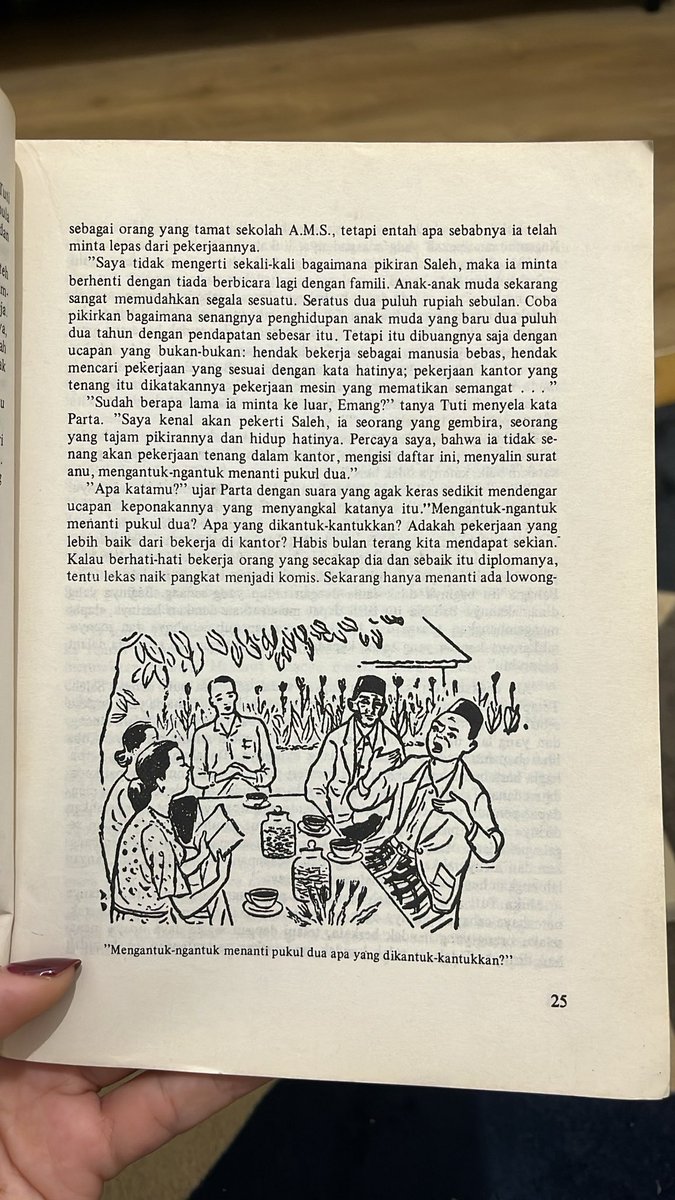 sebagai orang yang tamat sekolah A.M.S., tetapi entah apa sebabnya ia telah
minta lepas dari pekerjaannya.
"Saya tidak mengerti sekali-kali bagaimana pikiran Saleh, maka ia minta
berhenti dengan tiada berbicara lagi dengan famili. Anak-anak muda sekarang
sangat memudahkan segala sesuatu. Seratus dua puluh rupiah sebulan. Coba
pikirkan bagaimana senangnya penghidupan anak muda yang baru dua puluh
dua tahun dengan pendapatan sebesar itu. Tetapi itu dibuangnya saja dengan
ucapan yang bukan-bukan: hendak bekerja sebagai manusia bebas, hendak
mencari pekerjaan yang sesuai dengan kata hatinya; pekerjaan kantor yang
tenang itu dikatakannya pekerjaan mesin yang mematikan semangat . . ."
"Sudah berapa lama ia minta ke luar, Emang?" tanya Tuti menyela kata
Parta. "Saya kenal akan pekerti Saleh, ia seorang yang gembira, seorang
yang tajam pikirannya dan hidup hatinya. Percaya saya, bahwa ia tidak se-
nang akan pekerjaan tenang dalam kantor, mengisi daftar ini, menyalin surat
anu, mengantuk-ngantuk menanti pukul dua."
"Apa katamu?" ujar Parta dengan suara yang agak keras sedikit mendengar
ucapan keponakannya yang menyangkal katanya itu."Mengantuk-ngantuk
menanti pukul dua? Apa yang dikantuk-kantukkan? Adakah pekerjaan yang
lebih baik dari bekerja di kantor? Habis bulan terang kita mendapat sekian.
Kalau berhati-hati bekerja orang yang secakap dia dan sebaik itu diplomanya,
tentu lekas naik pangkat menjadi komis. Sekarang hanya menanti ada lowong-
"Mengantuk-ngantuk menanti pukul dua apa yang dikantuk-kantukkan?"
25